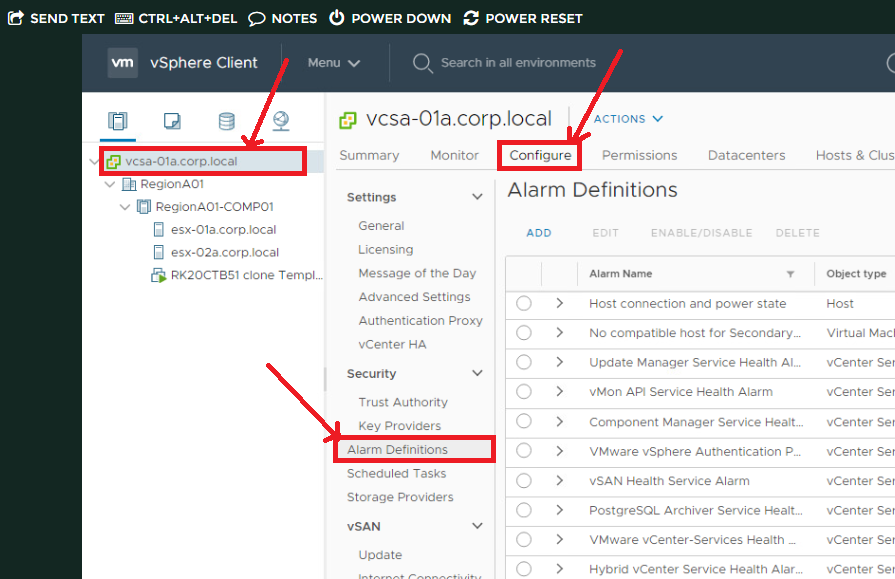 SEND TEXT CTRL+ALT+DEL NOTES POWER DOWN POWER RESET
vm vSphere Client Menu Search in all environments
vcsa-01a.corp.local
RegionA01
RegionA01-COMP01
esx-01a.corp.local
esx-02a.corp.local
RK20CTB51 clone Templ...
vcsa-01a.corp.local ACTIONS
Summary Monitor Configure Permissions Datacenters Hosts & Clus
Settings
General
Licensing
Message of the Day
Advanced Settings
Authentication Proxy
vCenter HA
Security
Trust Authority
Key Providers
Alarm Definitions
Scheduled Tasks
Storage Providers
vSAN
Update
Internet Connectivity
Alarm Definitions
ADD EDIT ENABLE/DISABLE DELETE
Alarm Name Object type
Host connection and power state Host
No compatible host for Secondary... Virtual Mac
Update Manager Service Health Al... vCenter Ser
vMon API Service Health Alarm vCenter Ser
Component Manager Service Healt... vCenter Ser
VMware vSphere Authentication P... vCenter Ser
vSAN Health Service Alarm vCenter Ser
PostgreSQL Archiver Service Healt... vCenter Ser
VMware vCenter-Services Health ... vCenter Ser
Hybrid vCenter Service Health Alar... vCenter Ser